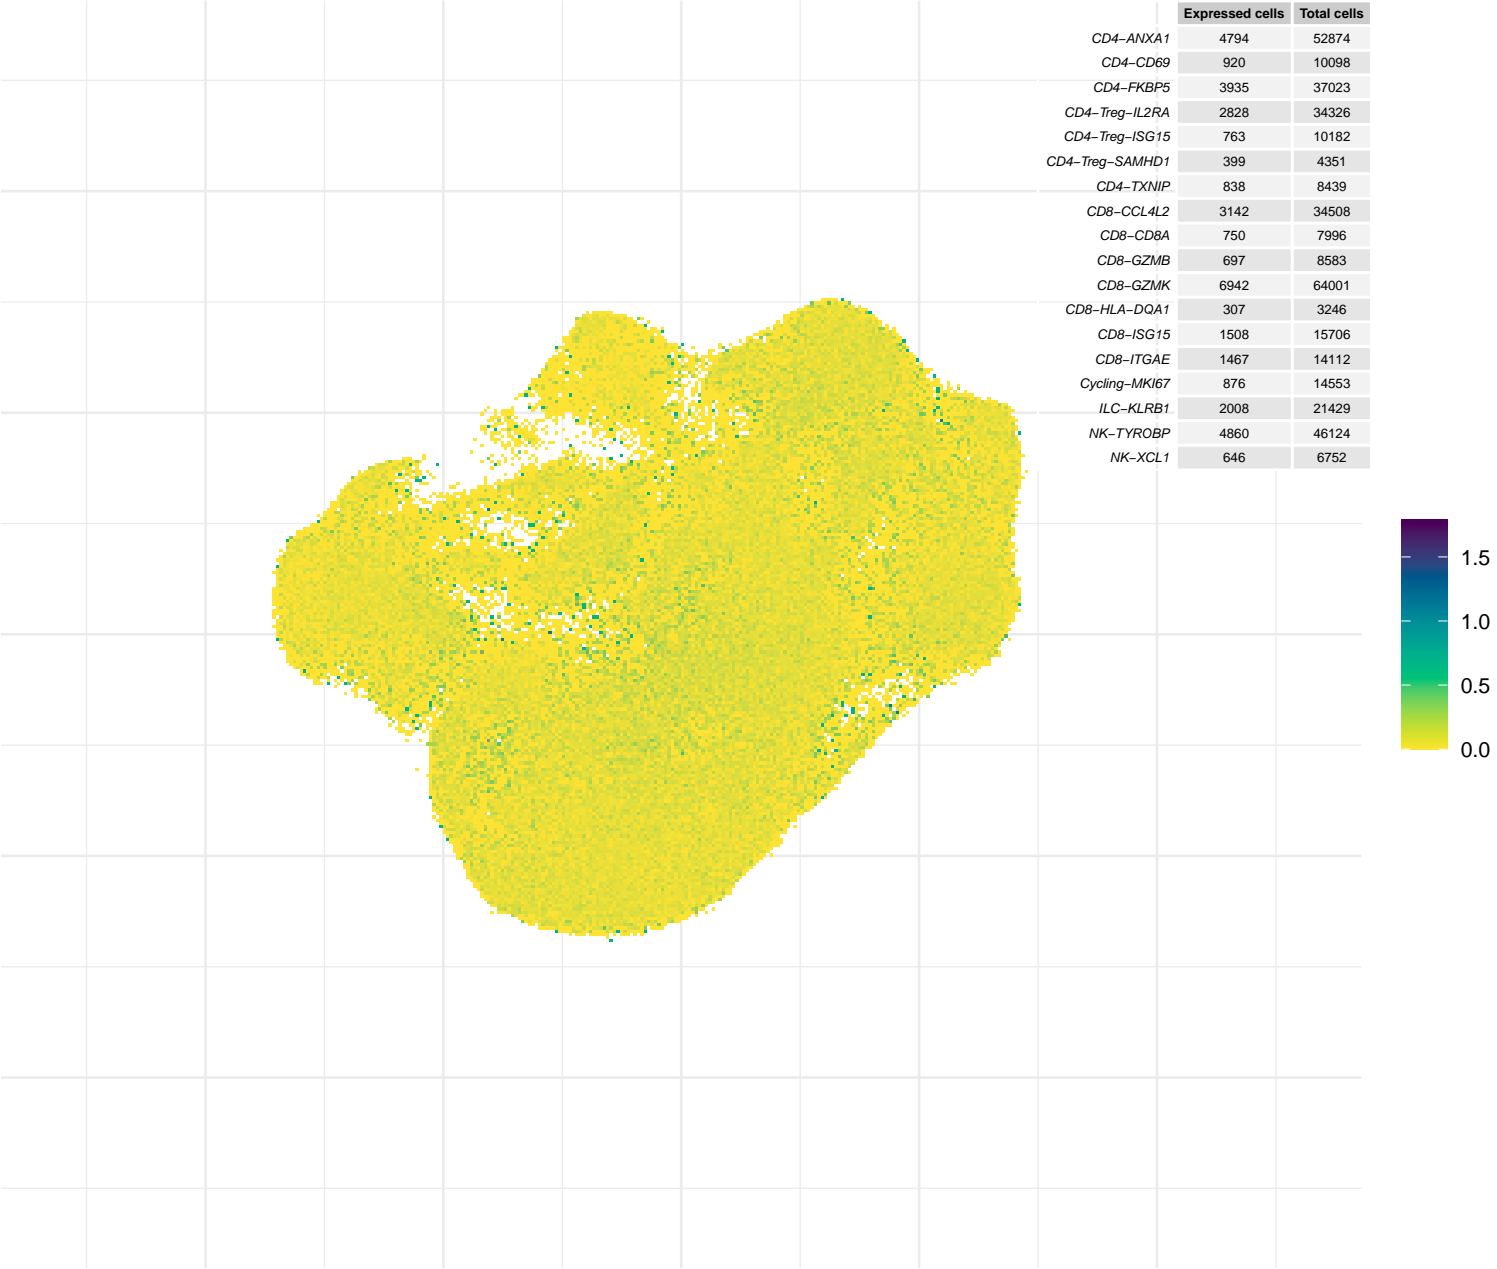 Expressed cells Total cells
CD4−ANXA1 4794 52874
CD4−CD69 920 10098
CD4−FKBP5 3935 37023
CD4−Treg−IL2RA 2828 34326
CD4−Treg−ISG15 763 10182
CD4−Treg−SAMHD1 399 4351
CD4−TXNIP 838 8439
CD8−CCL4L2 3142 34508
CD8−CD8A 750 7996
CD8−GZMB 697 8583
CD8−GZMK 6942 64001
CD8−HLA−DQA1 307 3246
CD8−ISG15 1508 15706
CD8−ITGAE 1467 14112
Cycling−MKI67 876 14553
ILC−KLRB1 2008 21429
NK−TYROBP 4860 46124
NK−XCL1 646 6752
1.5
1.0
0.5
0.0